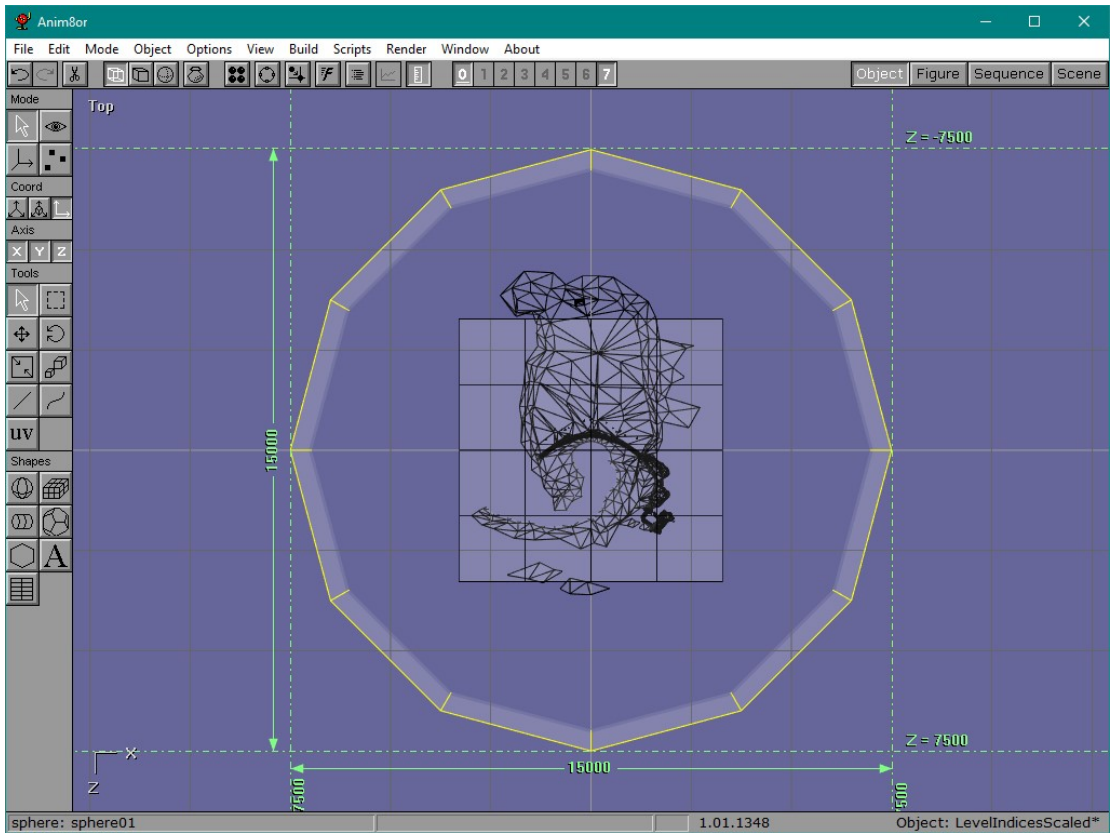 Anim8or
File Edit Mode Object Options View Build Scripts Render Window About
0 1 2 3 4 5 6 7
Object Figure Sequence Scene
Mode
Top
Z = -7500
Coord
Axis
X Y Z
Tools
uv
Shapes
A
15000
Z = 7500
15000
X
Z
7500
500
sphere: sphere01
1.01.1348
Object: LevelIndicesScaled*